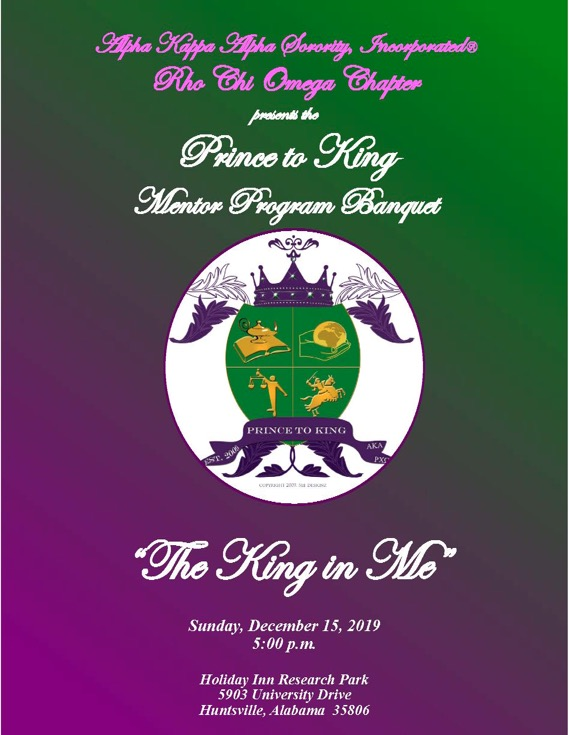 Alpha Kappa Alpha Sorority, Incorporated®
Rho Chi Omega Chapter
presents the
Prince to King
Mentor Program Banquet
PRINCE TO KING
EST. 2006
AKA
COPYRIGHT 2009
"The King in Me"
Sunday, December 15, 2019
5:00 p.m.
Holiday Inn Research Park
5903 University Drive
Huntsville, Alabama 35806